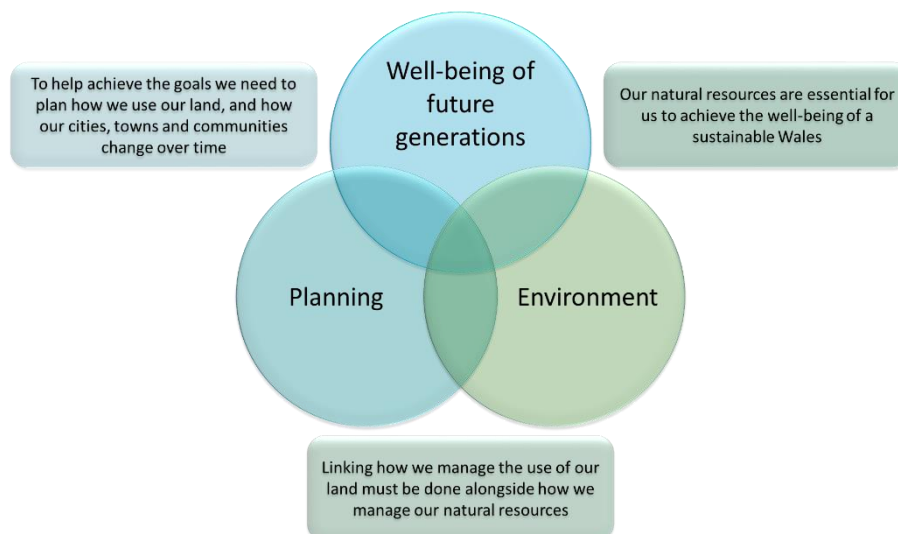 To help achieve the goals we need to
plan how we use our land, and how
our cities, towns and communities
change over time
Well-being of
future
generations
Our natural resources are essential for
us to achieve the well-being of a
sustainable Wales
Planning
Environment
Linking how we manage the use of our
land must be done alongside how we
manage our natural resources